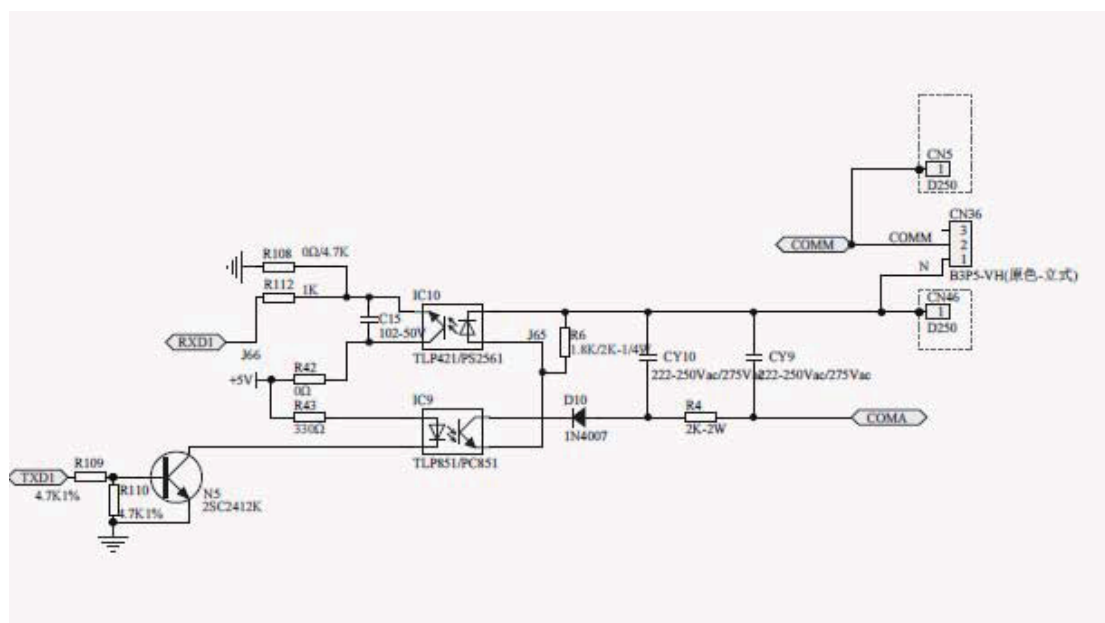 CN5
1
D250
CN36
3
COMM
COMM
2
N
1
B3P5-VH(原色-立式)
R108
0Ω/4.7K
R112
1K
IC10
CN46
1
D250
C15
102-50V
RXD1
J66
J65
R6
1.8K/2K-1/4W
TLP421/PS2561
CY10
CY9
222-250Vac/275Vac
222-250Vac/275Vac
R42
+5V
0Ω
R43
330Ω
IC9
D10
1N4007
R4
2K-2W
COMA
TLP851/PC851
R109
TXD1
4.7K1%
R110
4.7K1%
N5
2SC2412K